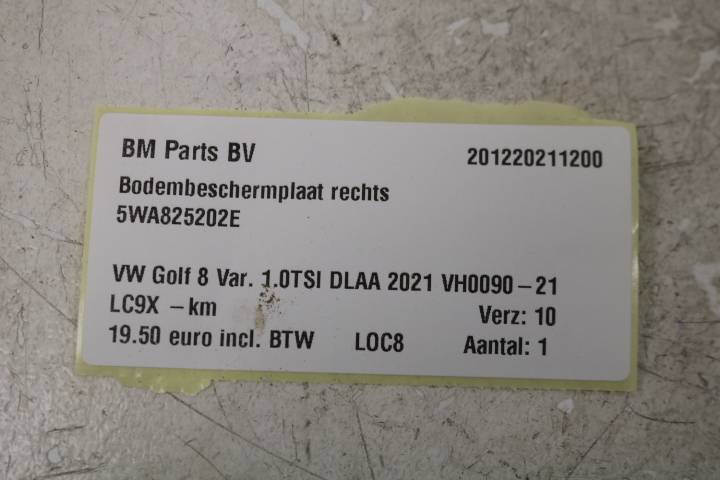 BM Parts BV 201220211200
Bodembeschermplaat rechts
5WA825202E
VW Golf 8 Var. 1.0TSI DLAA 2021 VH0090-21
LC9X -km Verz: 10
19.50 euro incl. BTW LOC8 Aantal: 1